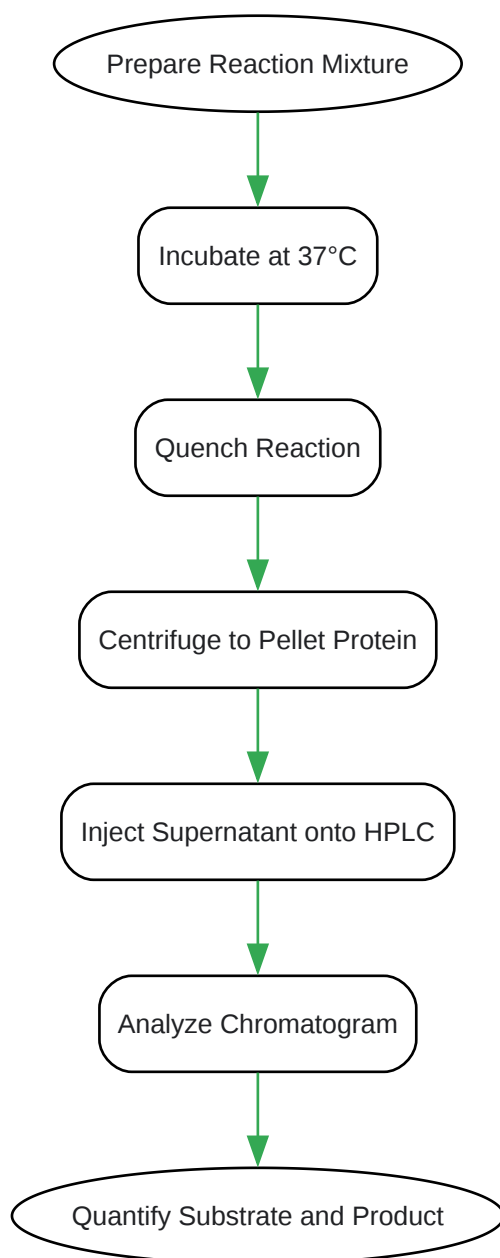 Prepare Reaction Mixture
Incubate at 37°C
Quench Reaction
Centrifuge to Pellet Protein
Inject Supernatant onto HPLC
Analyze Chromatogram
Quantify Substrate and Product